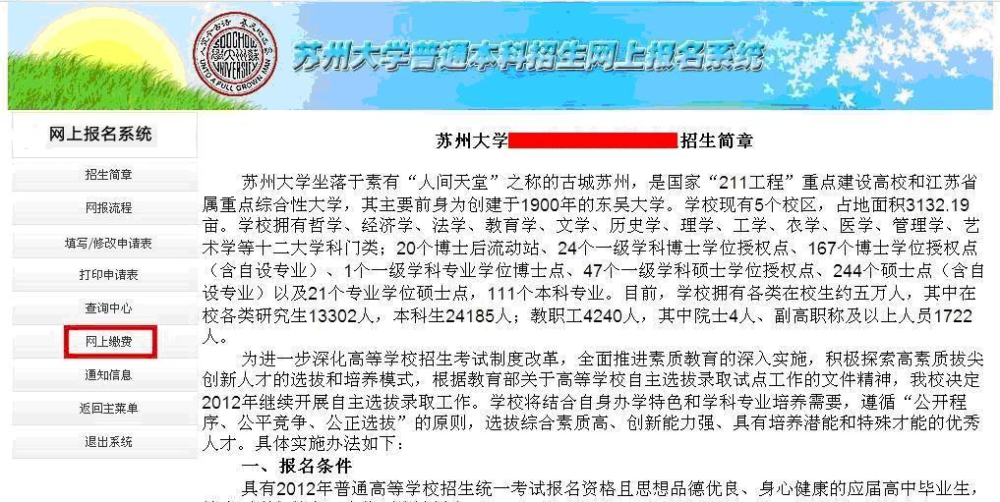 苏州大学普通本科招生网上报名系统
SOOCHOW
UNIVERSITY
UNTO A FULL GROWN MAN
网上报名系统
招生简章
网报流程
填写/修改申请表
打印申请表
查询中心
网上缴费
通知信息
返回主菜单
退出系统
苏州大学 招生简章
苏州大学坐落于素有“人间天堂”之称的古城苏州，是国家“211工程”重点建设高校和江苏省
属重点综合性大学，其主要前身为创建于1900年的东吴大学。学校现有5个校区，占地面积3132.19
亩。学校拥有哲学、经济学、法学、教育学、文学、历史学、理学、工学、农学、医学、管理学、艺
术学等十二大学科门类；20个博士后流动站、24个一级学科博士学位授权点、167个博士学位授权点
（含自设专业）、1个一级学科专业学位博士点、47个一级学科硕士学位授权点、244个硕士点（含自
设专业）以及21个专业学位硕士点，111个本科专业。目前，学校拥有各类在校生约五万人，其中在
校各类研究生13302人，本科生24185人；教职工4240人，其中院士4人、副高职称及以上人员1722
人。
为进一步深化高等学校招生考试制度改革，全面推进素质教育的深入实施，积极探索高素质拔尖
创新人才的选拔和培养模式，根据教育部关于高等学校自主选拔录取试点工作的文件精神，我校决定
2012年继续开展自主选拔录取工作。学校将结合自身办学特色和学科专业培养需要，遵循“公开程
序、公平竞争、公正选拔”的原则，选拔综合素质高、创新能力强、具有培养潜能和特殊才能的优秀
人才。具体实施办法如下：
一、报名条件
具有2012年普通高等学校招生统一考试报名资格且思想品德优良、身心健康的应届高中毕业生，